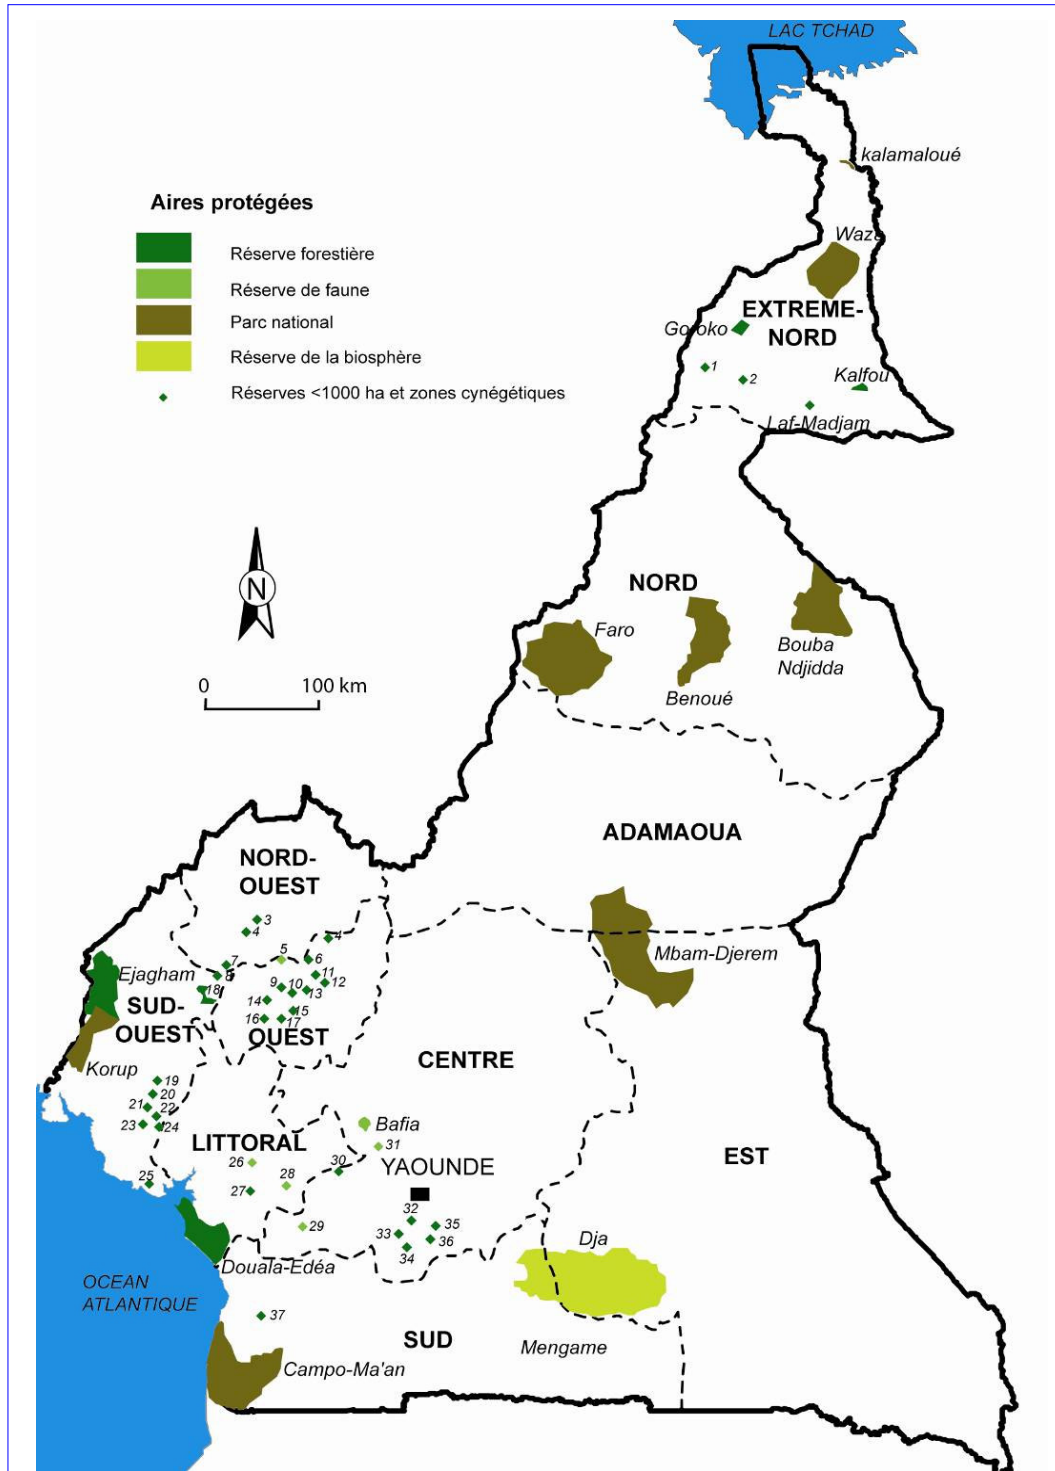 LAC TCHAD
kalamaloué
Aires protégées
Waza
Réserve forestière
Réserve de faune
EXTREME-
NORD
Parc national
Gokoko
Réserve de la biosphère
1
2
Kalfou
Réserves <1000 ha et zones cynégétiques
Laf-Madjam
N
NORD
Faro
Bouba
Ndjidda
Benoué
0 100 km
ADAMAOUA
NORD-
OUEST
3
4
4
5
6
7
8
Ejagham
18
9
10
11
12
13
14
15
16
17
SUD-
OUEST
OUEST
Mbam-Djerem
CENTRE
Korup
19
20
21
22
23
24
LITTORAL
Bafia
31
EST
YAOUNDE
25
26
27
28
29
30
32
33
34
35
36
Dja
Douala-Edéa
OCEAN
ATLANTIQUE
37
SUD
Mengame
Campo-Ma'an